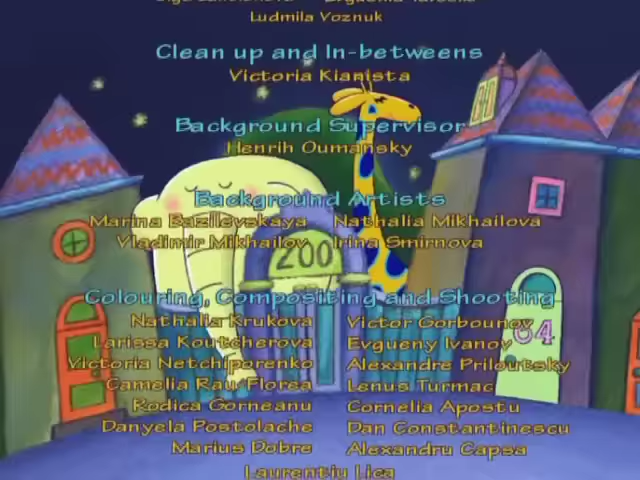 Ludmila Voznuk
Clean up and In-betweens
Victoria Kianista
Background Supervisor
Henrih Oumansky
Background Artists
Marina Bazilevskaya Nathalia Mikhailova
Vladimir Mikhailov Irina Smirnova
ZOO
Colouring, Compositing and Shooting
Nathalia Krukova Victor Gorbounov
64
Larissa Koutcherova Evgueny Ivanov
Victoria Netchiporenko Alexandre Priloutsky
Camelia Rau/Florea Lenus Turmac
Rodica Gorneanu Cornelia Apostu
Danyela Postolache Dan Constantinescu
Marius Dobre Alexandru Capsa
Laurentiu Lica